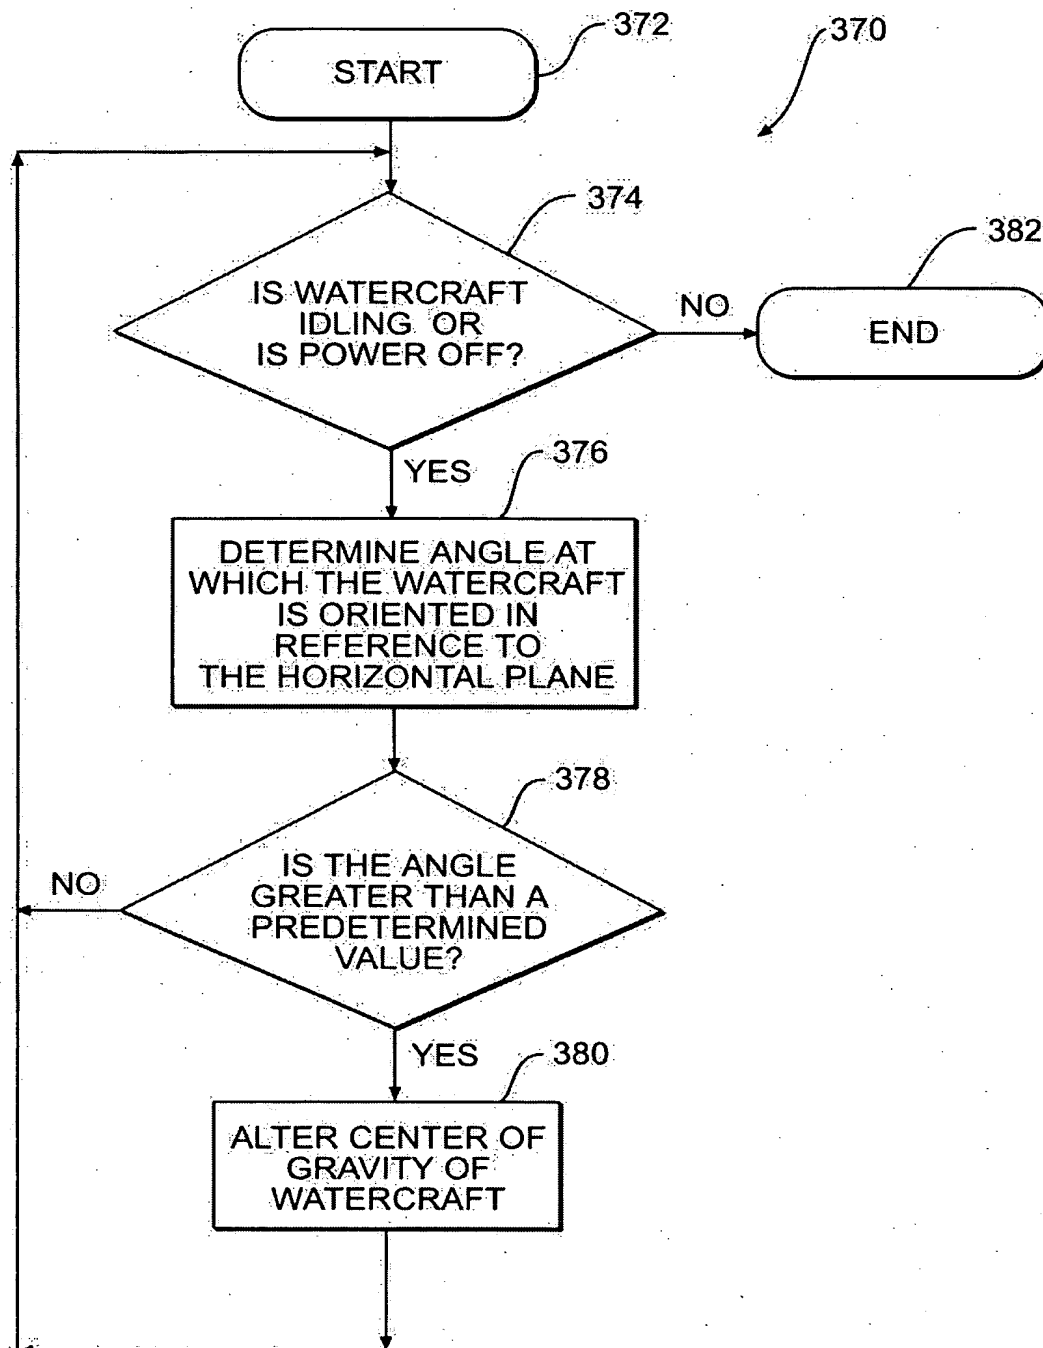 372
370
START
374
382
IS WATERCRAFT
IDLING OR
IS POWER OFF?
NO
END
YES
376
DETERMINE ANGLE AT
WHICH THE WATERCRAFT
IS ORIENTED IN
REFERENCE TO
THE HORIZONTAL PLANE
378
IS THE ANGLE
GREATER THAN A
PREDETERMINED
VALUE?
NO
YES
380
ALTER CENTER OF
GRAVITY OF
WATERCRAFT